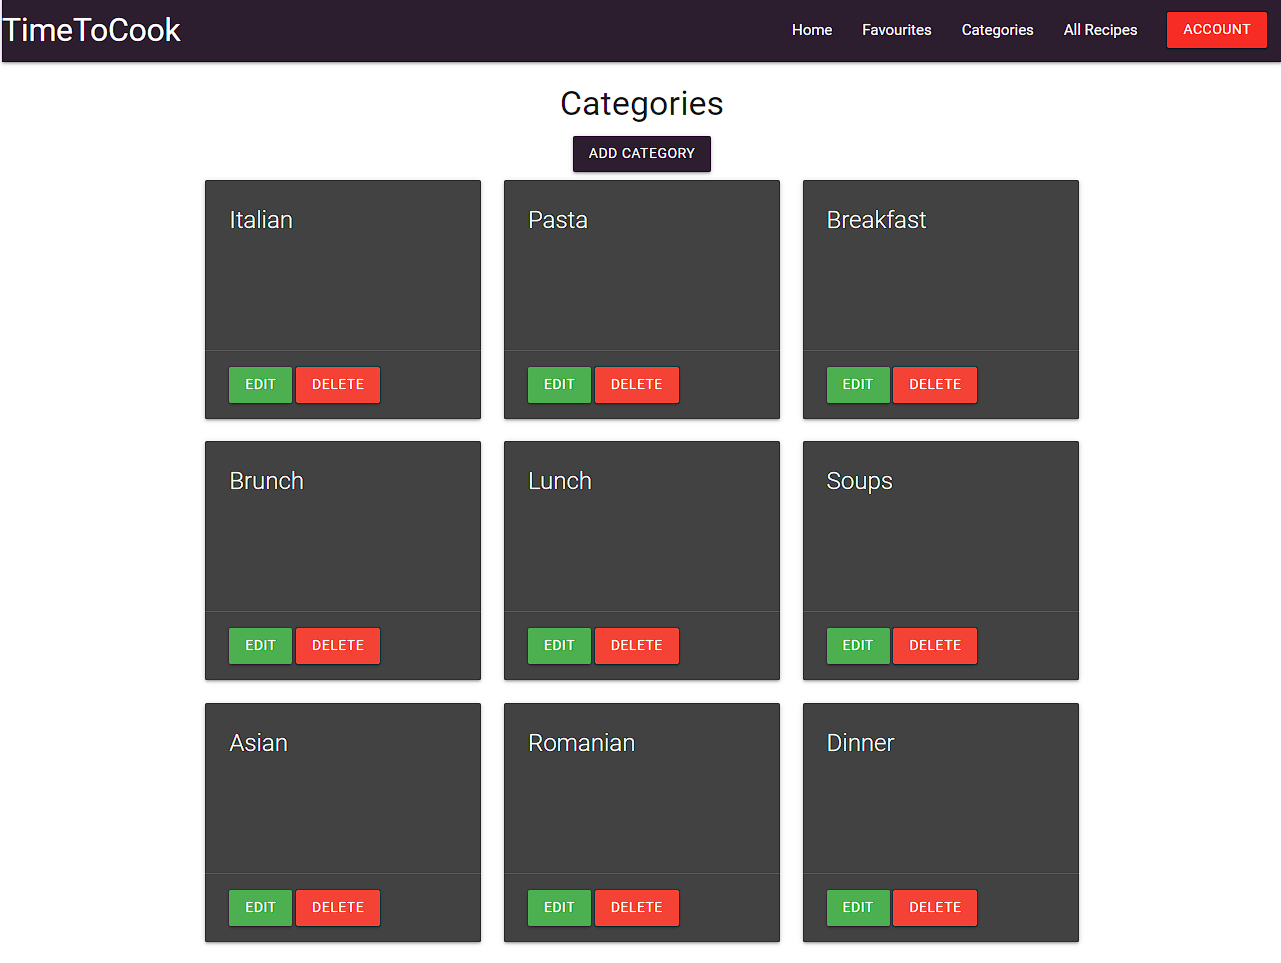 TimeToCook
Home Favourites Categories All Recipes ACCOUNT
Categories
ADD CATEGORY
Italian Pasta Breakfast
EDIT DELETE EDIT DELETE EDIT DELETE
Brunch Lunch Soups
EDIT DELETE EDIT DELETE EDIT DELETE
Asian Romanian Dinner
EDIT DELETE EDIT DELETE EDIT DELETE